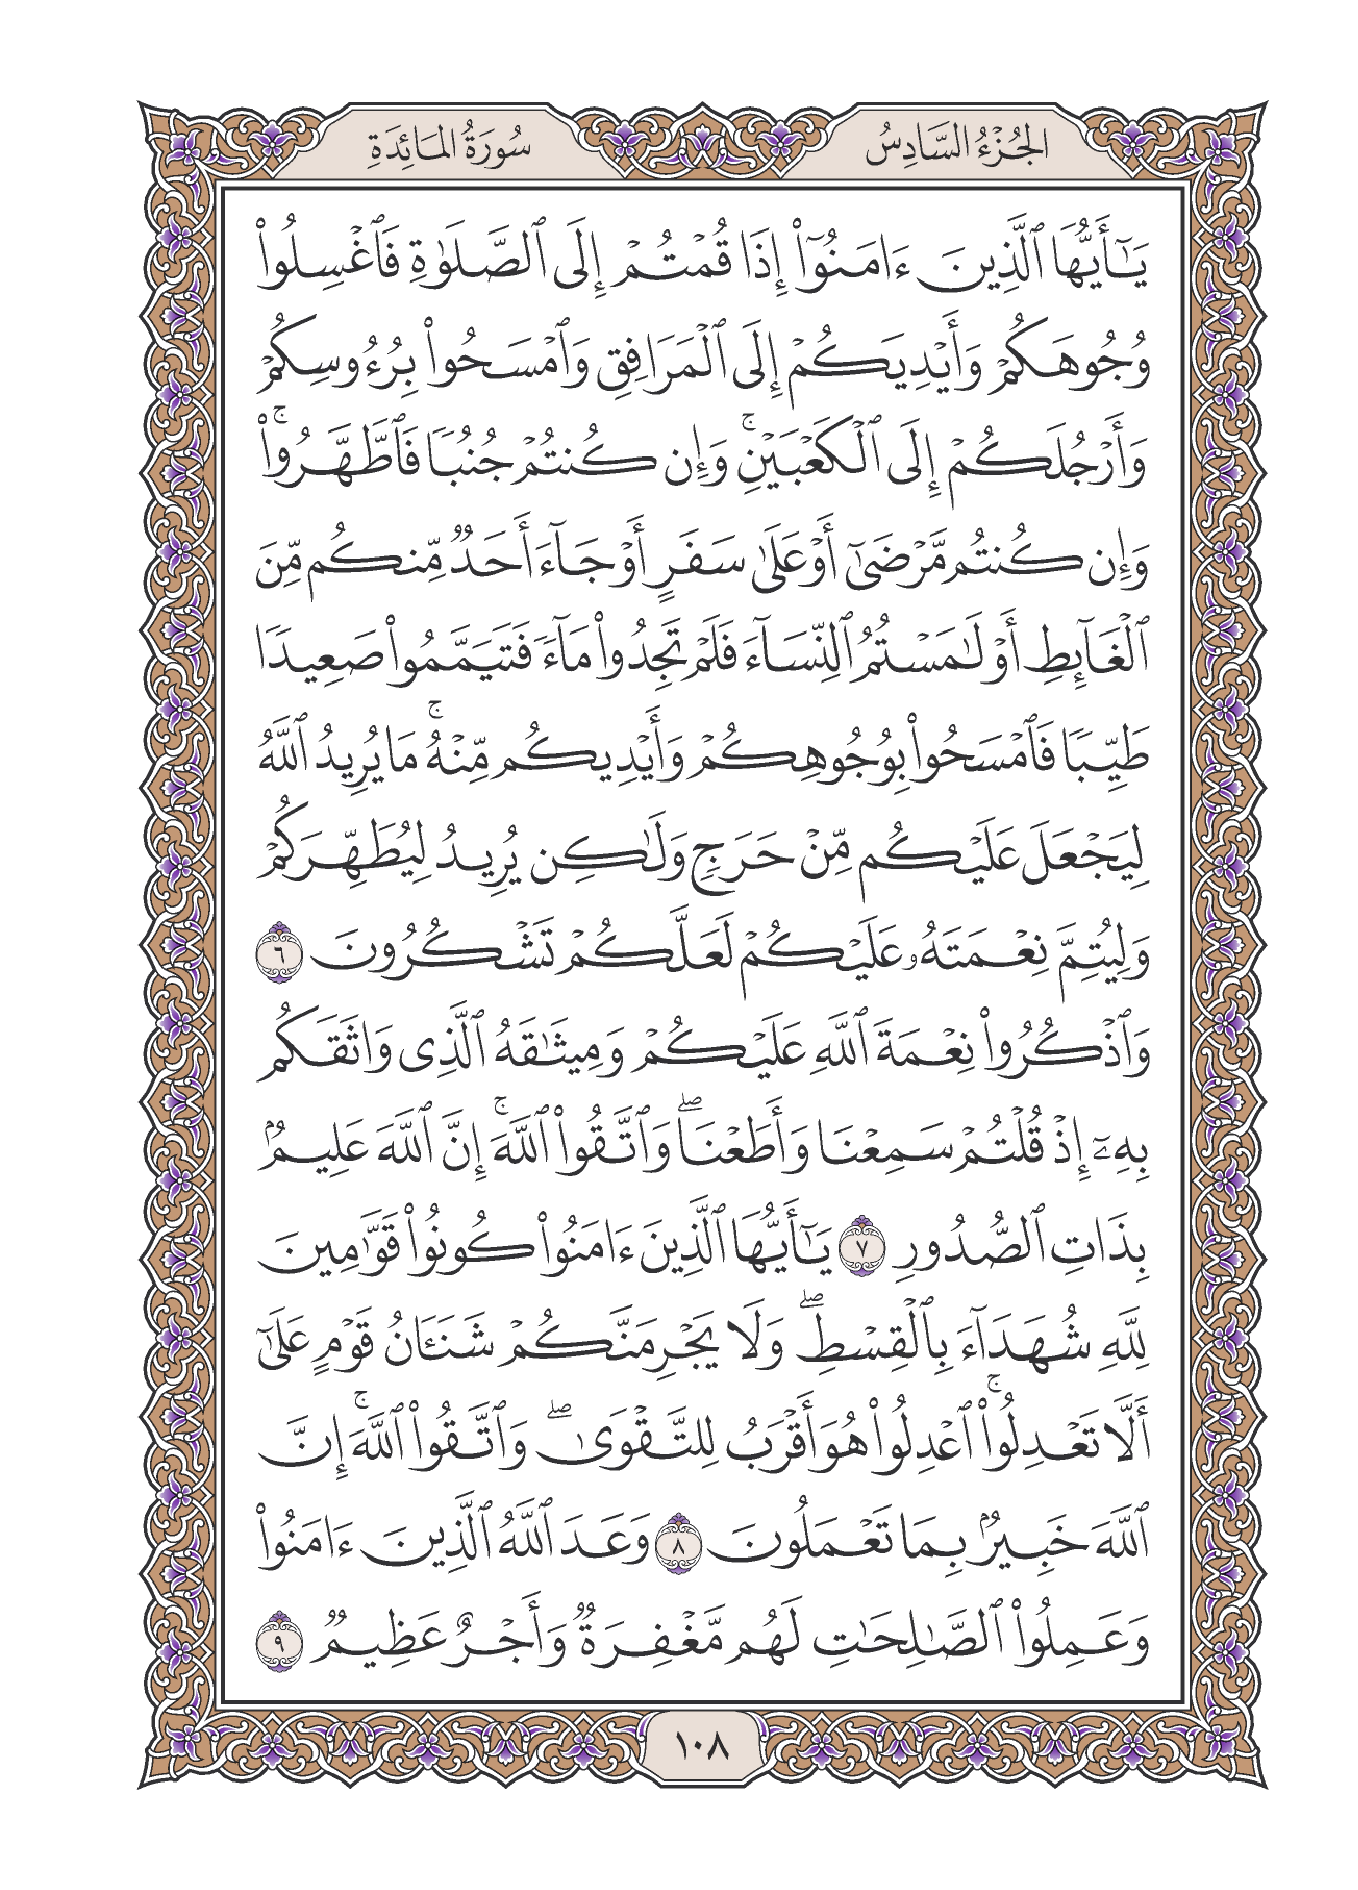 الجُزْءُ السَّادِسُ
سُورَةُ المَائِدَةِ
يَٰٓأَيُّهَا ٱلَّذِينَ ءَامَنُوٓا۟ إِذَا قُمْتُمْ إِلَى ٱلصَّلَوٰةِ فَٱغْسِلُوا۟
وُجُوهَكُمْ وَأَيْدِيَكُمْ إِلَى ٱلْمَرَافِقِ وَٱمْسَحُوا۟ بِرُءُوسِكُمْ
وَأَرْجُلَكُمْ إِلَى ٱلْكَعْبَيْنِۚ وَإِن كُنتُمْ جُنُبًا فَٱطَّهَّرُوا۟ۚ
وَإِن كُنتُم مَّرْضَىٰٓ أَوْ عَلَىٰ سَفَرٍ أَوْ جَآءَ أَحَدٌ مِّنكُم مِّنَ
ٱلْغَآئِطِ أَوْ لَٰمَسْتُمُ ٱلنِّسَآءَ فَلَمْ تَجِدُوا۟ مَآءً فَتَيَمَّمُوا۟ صَعِيدًا
طَيِّبًا فَٱمْسَحُوا۟ بِوُجُوهِكُمْ وَأَيْدِيكُم مِّنْهُۚ مَا يُرِيدُ ٱللَّهُ
لِيَجْعَلَ عَلَيْكُم مِّنْ حَرَجٍ وَلَٰكِن يُرِيدُ لِيُطَهِّرَكُمْ
وَلِيُتِمَّ نِعْمَتَهُۥ عَلَيْكُمْ لَعَلَّكُمْ تَشْكُرُونَ ٦
وَٱذْكُرُوا۟ نِعْمَةَ ٱللَّهِ عَلَيْكُمْ وَمِيثَٰقَهُ ٱلَّذِى وَاثَقَكُم
بِهِۦٓ إِذْ قُلْتُمْ سَمِعْنَا وَأَطَعْنَاۖ وَٱتَّقُوا۟ ٱللَّهَۚ إِنَّ ٱللَّهَ عَلِيمٌۢ
بِذَاتِ ٱلصُّدُورِ ٧ يَٰٓأَيُّهَا ٱلَّذِينَ ءَامَنُوا۟ كُونُوا۟ قَوَّٰمِينَ
لِلَّهِ شُهَدَآءَ بِٱلْقِسْطِۖ وَلَا يَجْرِمَنَّكُمْ شَنَـَٔانُ قَوْمٍ عَلَىٰٓ
أَلَّا تَعْدِلُوا۟ۚ ٱعْدِلُوا۟ هُوَ أَقْرَبُ لِلتَّقْوَىٰۖ وَٱتَّقُوا۟ ٱللَّهَۚ إِنَّ
ٱللَّهَ خَبِيرٌۢ بِمَا تَعْمَلُونَ ٨ وَعَدَ ٱللَّهُ ٱلَّذِينَ ءَامَنُوا۟
وَعَمِلُوا۟ ٱلصَّٰلِحَٰتِ لَهُم مَّغْفِرَةٌ وَأَجْرٌ عَظِيمٌ ٩
١٠٨